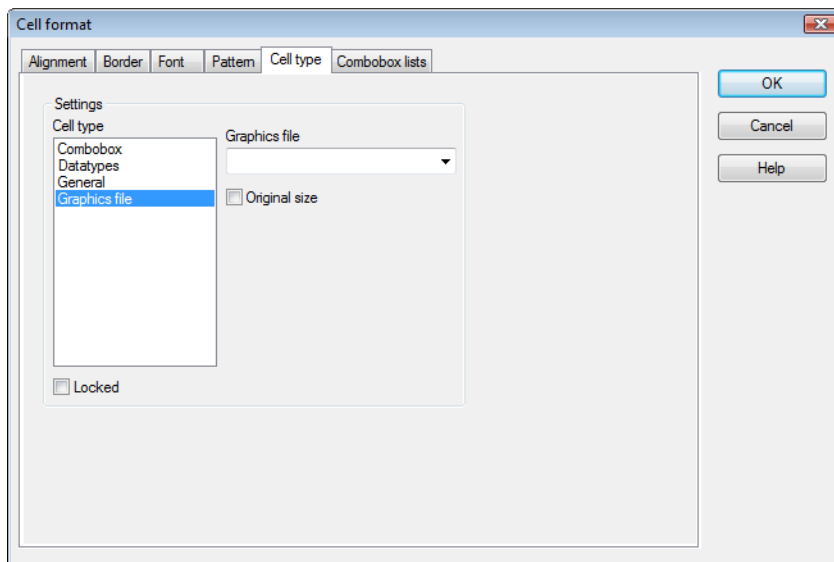 Cell format
Alignment Border Font Pattern Cell type Combobox lists
Settings
Cell type
Combobox
Datatypes
General
Graphics file
Graphics file
Original size
Locked
OK
Cancel
Help